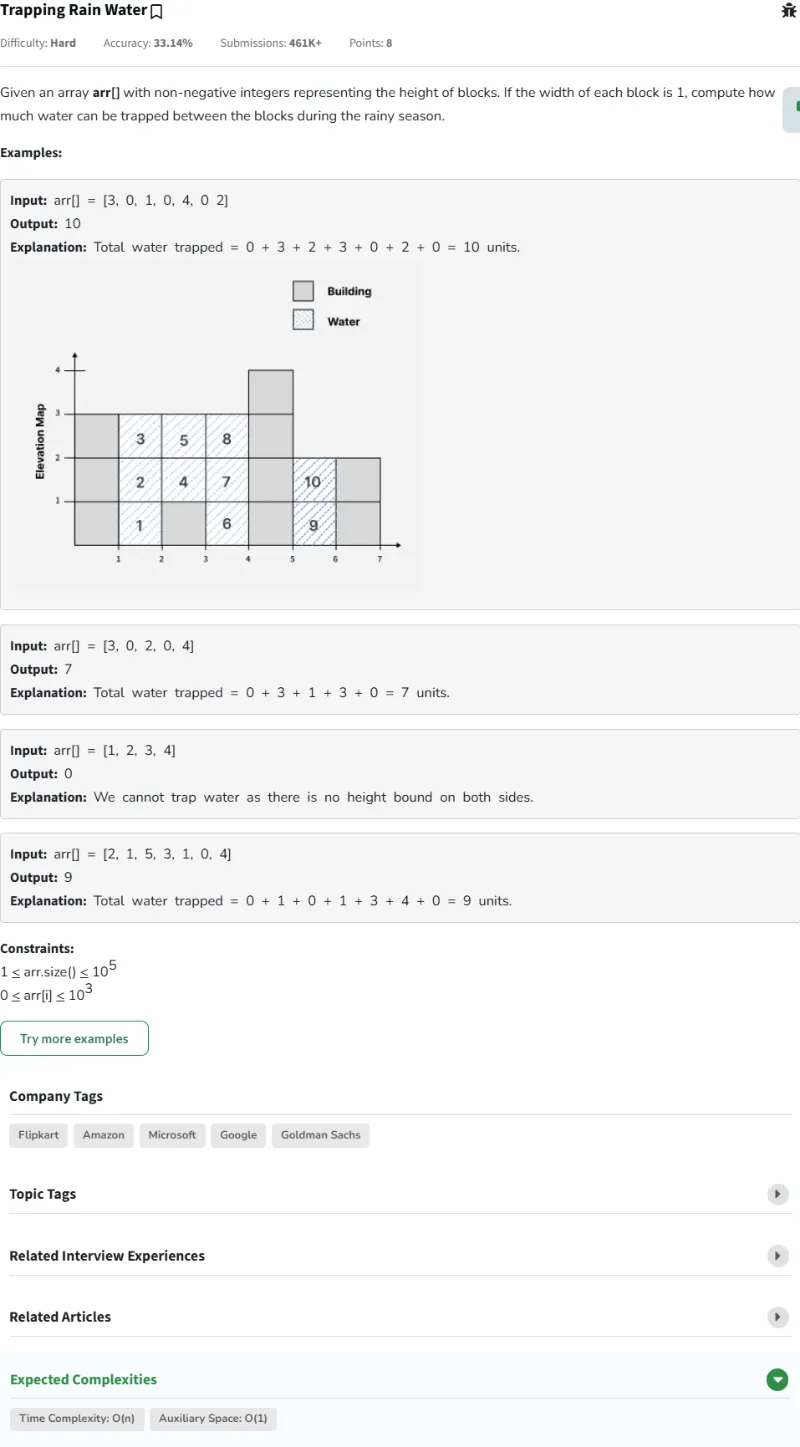 Trapping Rain Water
Difficulty: Hard Accuracy: 33.14% Submissions: 461K+ Points: 8
Given an array arr[] with non-negative integers representing the height of blocks. If the width of each block is 1, compute how
much water can be trapped between the blocks during the rainy season.
Examples:
Input: arr[] = [3, 0, 1, 0, 4, 0 2]
Output: 10
Explanation: Total water trapped = 0 + 3 + 2 + 3 + 0 + 2 + 0 = 10 units.
Building
Water
Elevation Map
4
3
3 5 8
2
2 4 7 10
1
1 6 9
1 2 3 4 5 6 7
Input: arr[] = [3, 0, 2, 0, 4]
Output: 7
Explanation: Total water trapped = 0 + 3 + 1 + 3 + 0 = 7 units.
Input: arr[] = [1, 2, 3, 4]
Output: 0
Explanation: We cannot trap water as there is no height bound on both sides.
Input: arr[] = [2, 1, 5, 3, 1, 0, 4]
Output: 9
Explanation: Total water trapped = 0 + 1 + 0 + 1 + 3 + 4 + 0 = 9 units.
Constraints:
1 ≤ arr.size() ≤ 10⁵
0 ≤ arr[i] ≤ 10³
Try more examples
Company Tags
Flipkart Amazon Microsoft Google Goldman Sachs
Topic Tags
Related Interview Experiences
Related Articles
Expected Complexities
Time Complexity: O(n) Auxiliary Space: O(1)